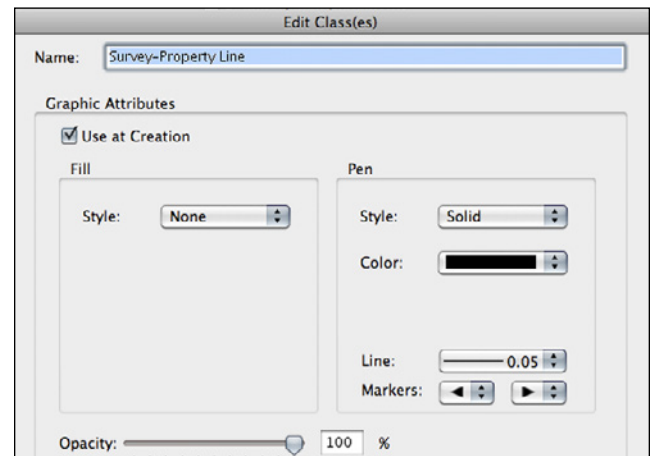 Edit Class(es)
Name: Survey-Property Line
Graphic Attributes
Use at Creation
Fill
Style: None
Pen
Style: Solid
Color:
Line: 0.05
Markers:
Opacity: 100 %